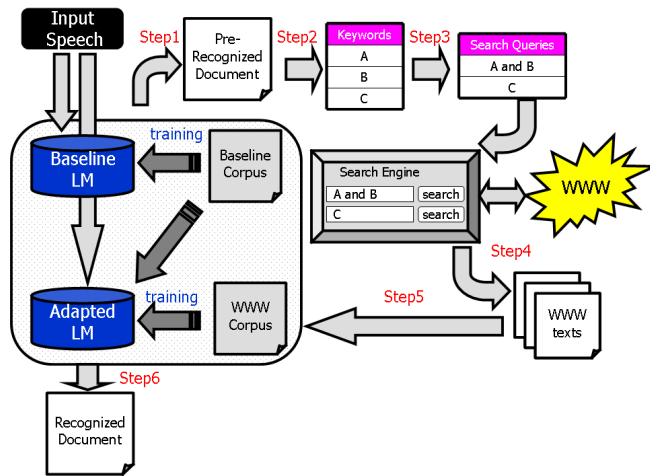 Input
Speech
Step1
Pre-
Recognized
Document
Step2
Keywords
A
B
C
Step3
Search Queries
A and B
C
training
Baseline
LM
Baseline
Corpus
Search Engine
A and B
search
C
search
WWW
Step4
training
Adapted
LM
WWW
Corpus
Step5
WWW
texts
Step6
Recognized
Document